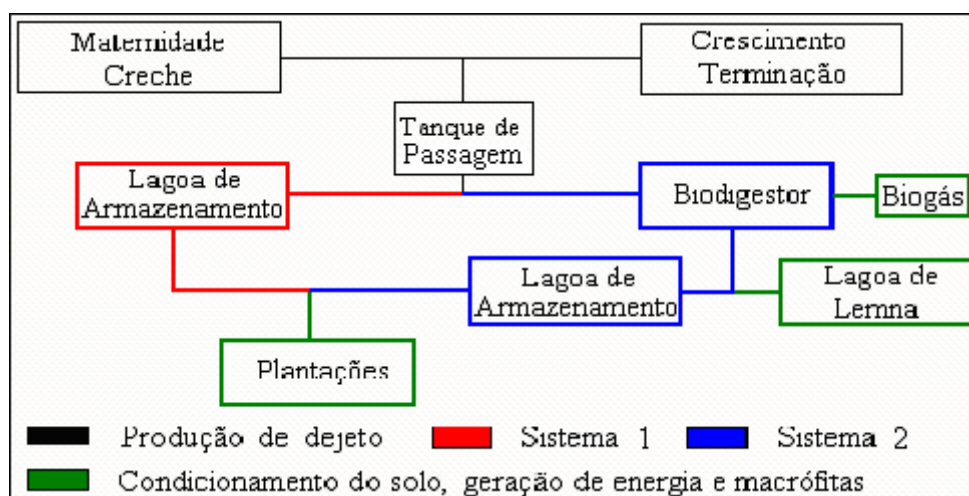 Maternidade
Creche
Crescimento
Terminação
Tanque de
Passagem
Lagoa de
Armazenamento
Biodigestor
Biogás
Lagoa de
Armazenamento
Lagoa de
Lemna
Plantações
Produção de dejeto
Sistema 1
Sistema 2
Condicionamento do solo, geração de energia e macrófitas